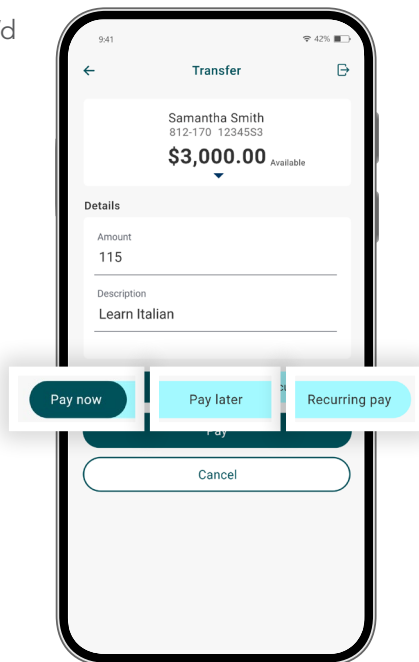 9:41 42%
Transfer
Samantha Smith
812-170 12345S3
$3,000.00 Available
Details
Amount
115
Description
Learn Italian
Pay now Pay later Recurring pay
Pay
Cancel